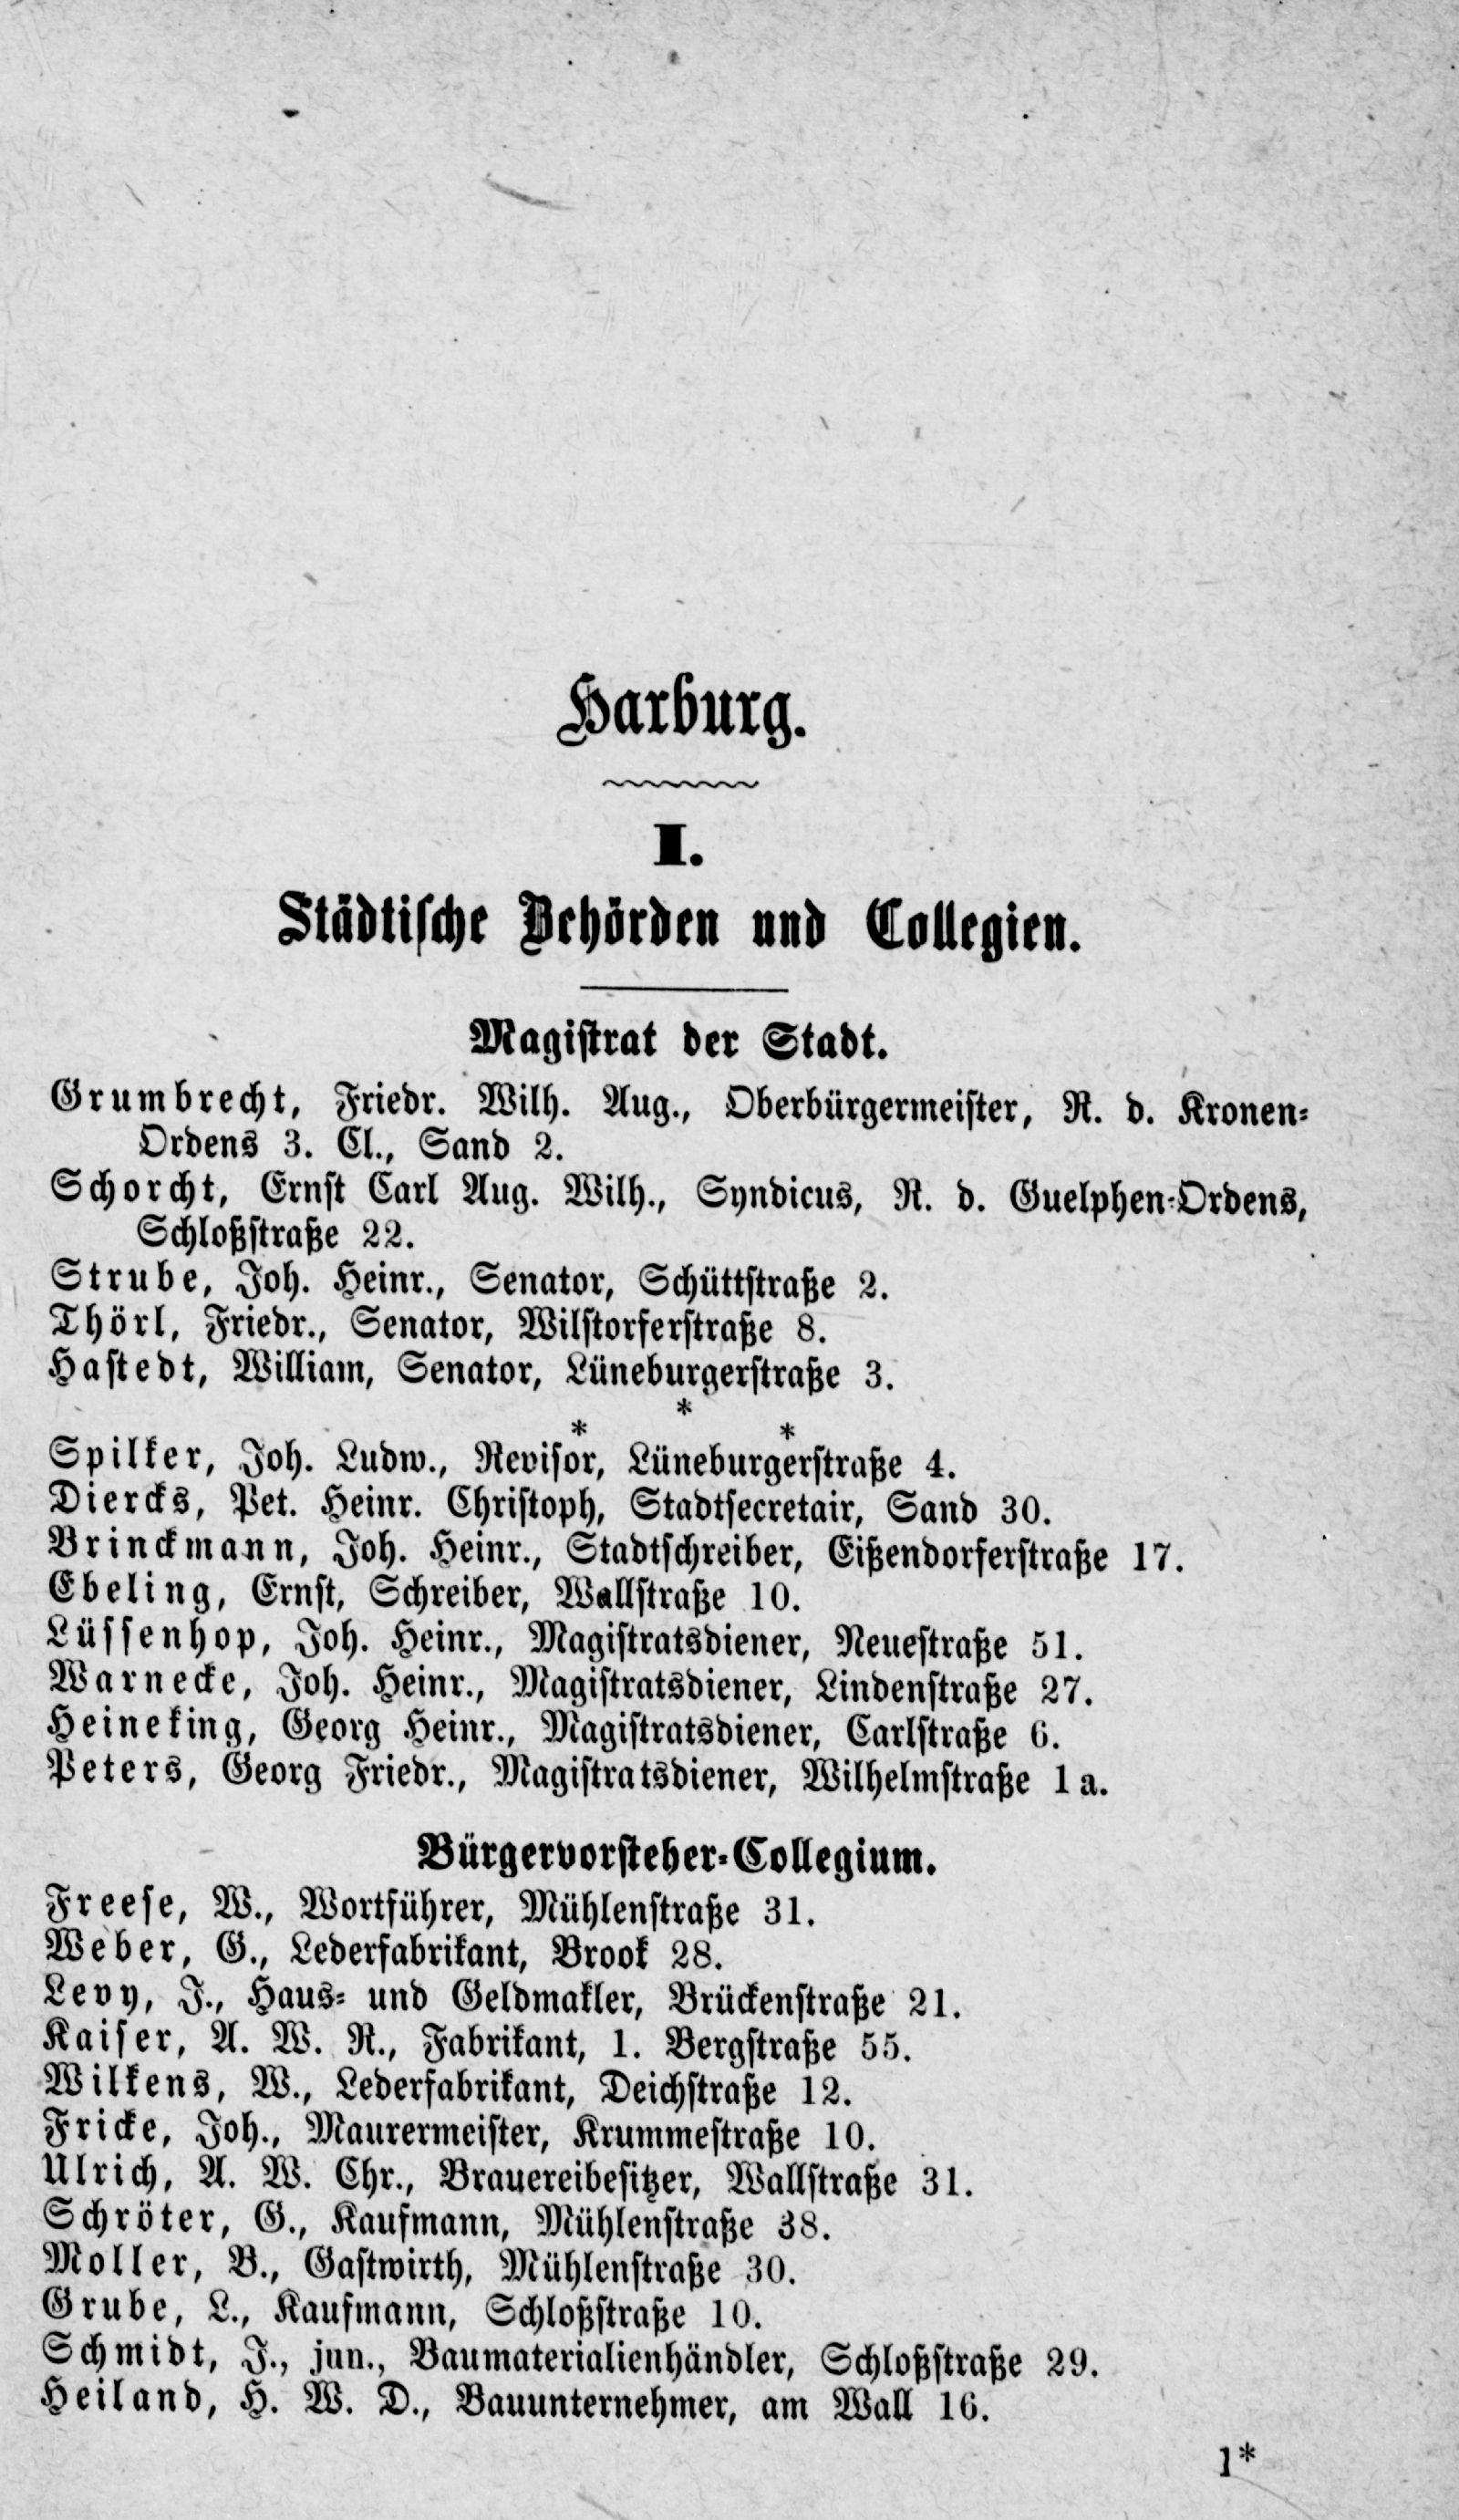 Harburg.
I.
Städtische Behörden und Collegien.
Magistrat der Stadt.
Grumbrecht, Friedr. Wilh. Aug., Oberbürgermeister, R. d. Kronen-
Ordens 3. Cl., Sand 2.
Schorcht, Ernst Carl Aug. Wilh., Syndicus, R. d. Guelphen-Ordens,
Schloßstraße 22.
Strube, Joh. Heinr., Senator, Schüttstraße 2.
Thörl, Friedr., Senator, Wilstorferstraße 8.
Hastedt, William, Senator, Lüneburgerstraße 3.
* * *
Spilker, Joh. Ludw., Revisor, Lüneburgerstraße 4.
Diercks, Pet. Heinr. Christoph, Stadtsecretair, Sand 30.
Brinckmann, Joh. Heinr., Stadtschreiber, Eißendorferstraße 17.
Ebeling, Ernst, Schreiber, Wallstraße 10.
Lüssenhop, Joh. Heinr., Magistratsdiener, Neuestraße 51.
Warnecke, Joh. Heinr., Magistratsdiener, Lindenstraße 27.
Heineking, Georg Heinr., Magistratsdiener, Carlstraße 6.
Peters, Georg Friedr., Magistratsdiener, Wilhelmstraße 1 a.
Bürgervorsteher-Collegium.
Freese, W., Wortführer, Mühlenstraße 31.
Weber, G., Lederfabrikant, Brook 28.
Levy, J., Haus- und Geldmakler, Brückenstraße 21.
Kaiser, A. W. R., Fabrikant, 1. Bergstraße 55.
Wilkens, W., Lederfabrikant, Deichstraße 12.
Fricke, Joh., Maurermeister, Krummestraße 10.
Ulrich, A. W. Chr., Brauereibesitzer, Wallstraße 31.
Schröter, G., Kaufmann, Mühlenstraße 38.
Moller, B., Gastwirth, Mühlenstraße 30.
Grube, L., Kaufmann, Schloßstraße 10.
Schmidt, J., jun., Baumaterialienhändler, Schloßstraße 29.
Heiland, H. W. D., Bauunternehmer, am Wall 16.
1*